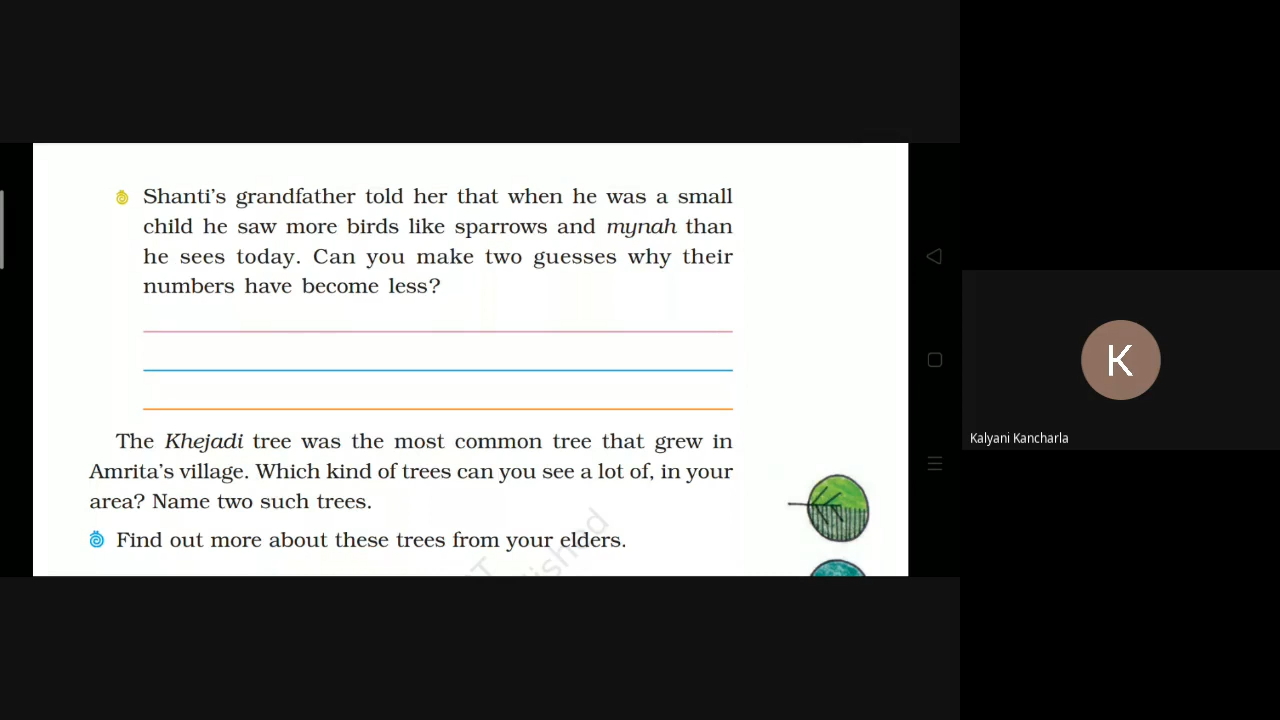 Shanti's grandfather told her that when he was a small
child he saw more birds like sparrows and mynah than
he sees today. Can you make two guesses why their
numbers have become less?
The Khejadi tree was the most common tree that grew in
Amrita's village. Which kind of trees can you see a lot of, in your
area? Name two such trees.
Find out more about these trees from your elders.
K
Kalyani Kancharla